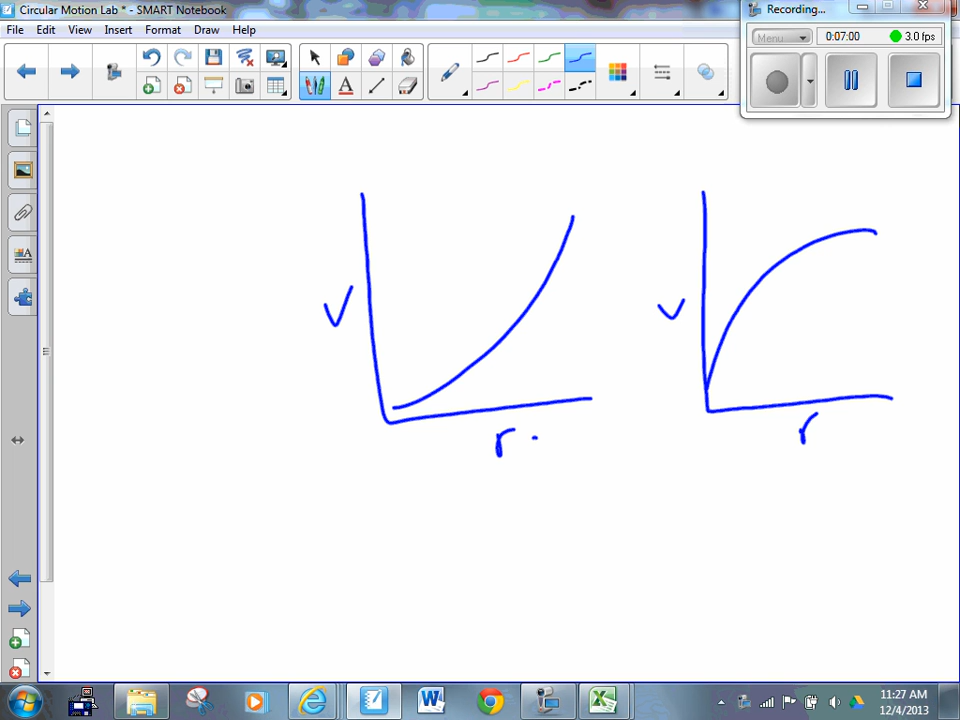 Circular Motion Lab * - SMART Notebook
Recording...
File Edit View Insert Format Draw Help
Menu 0:07:00 3.0 fps
V
V
r
r
11:27 AM
12/4/2013